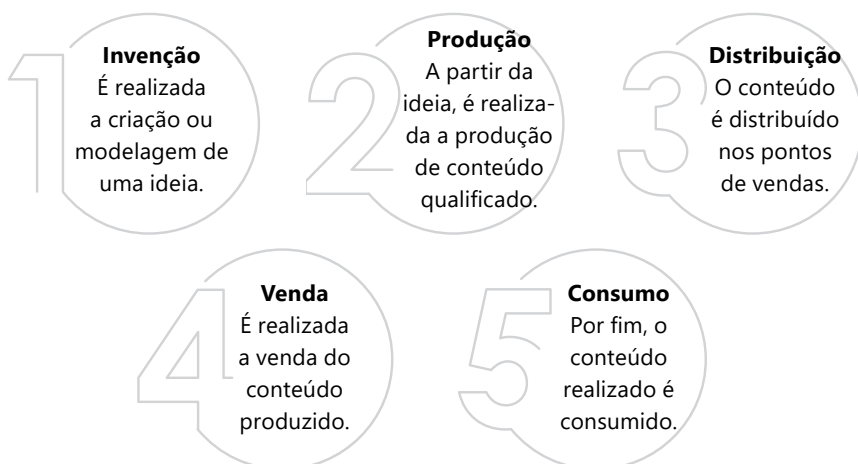 1
Invenção
É realizada
a criação ou
modelagem de
uma ideia.
2
Produção
A partir da
ideia, é realiza-
da a produção
de conteúdo
qualificado.
3
Distribuição
O conteúdo
é distribuído
nos pontos
de vendas.
4
Venda
É realizada
a venda do
conteúdo
produzido.
5
Consumo
Por fim, o
conteúdo
realizado é
consumido.